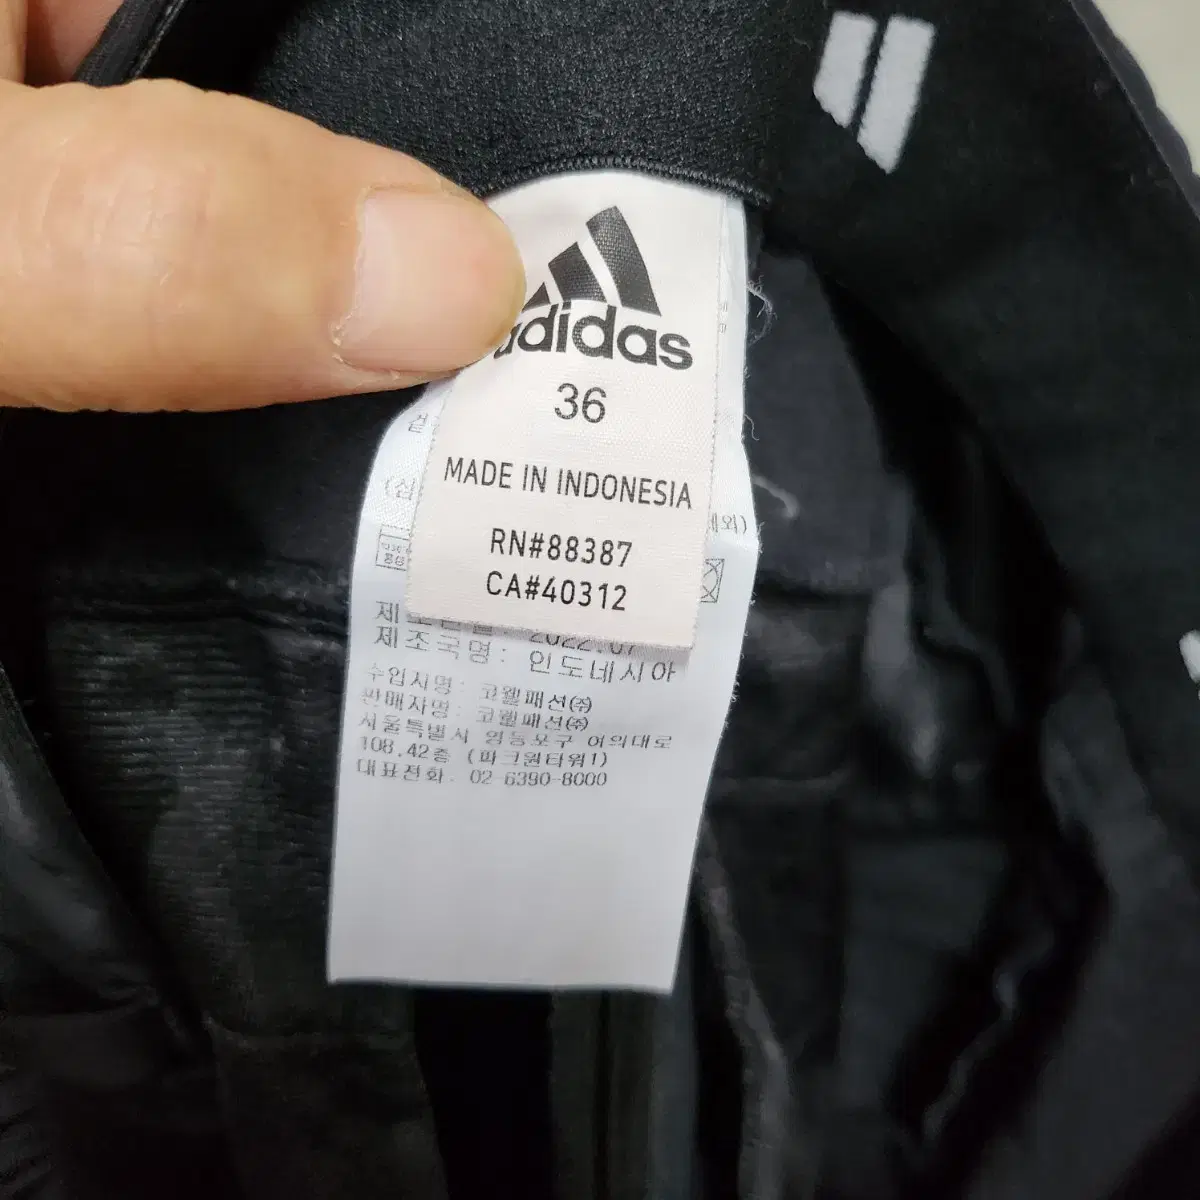 adidas
36
MADE IN INDONESIA
RN#88387
CA#40312
2022.07
제조국명: 인도네시아
수입자명: 코웰패션㈜
판매자명: 코웰패션㈜
서울특별시 영등포구 여의대로
108.42층 (파크원타워1)
대표전화. 02-6390-8000